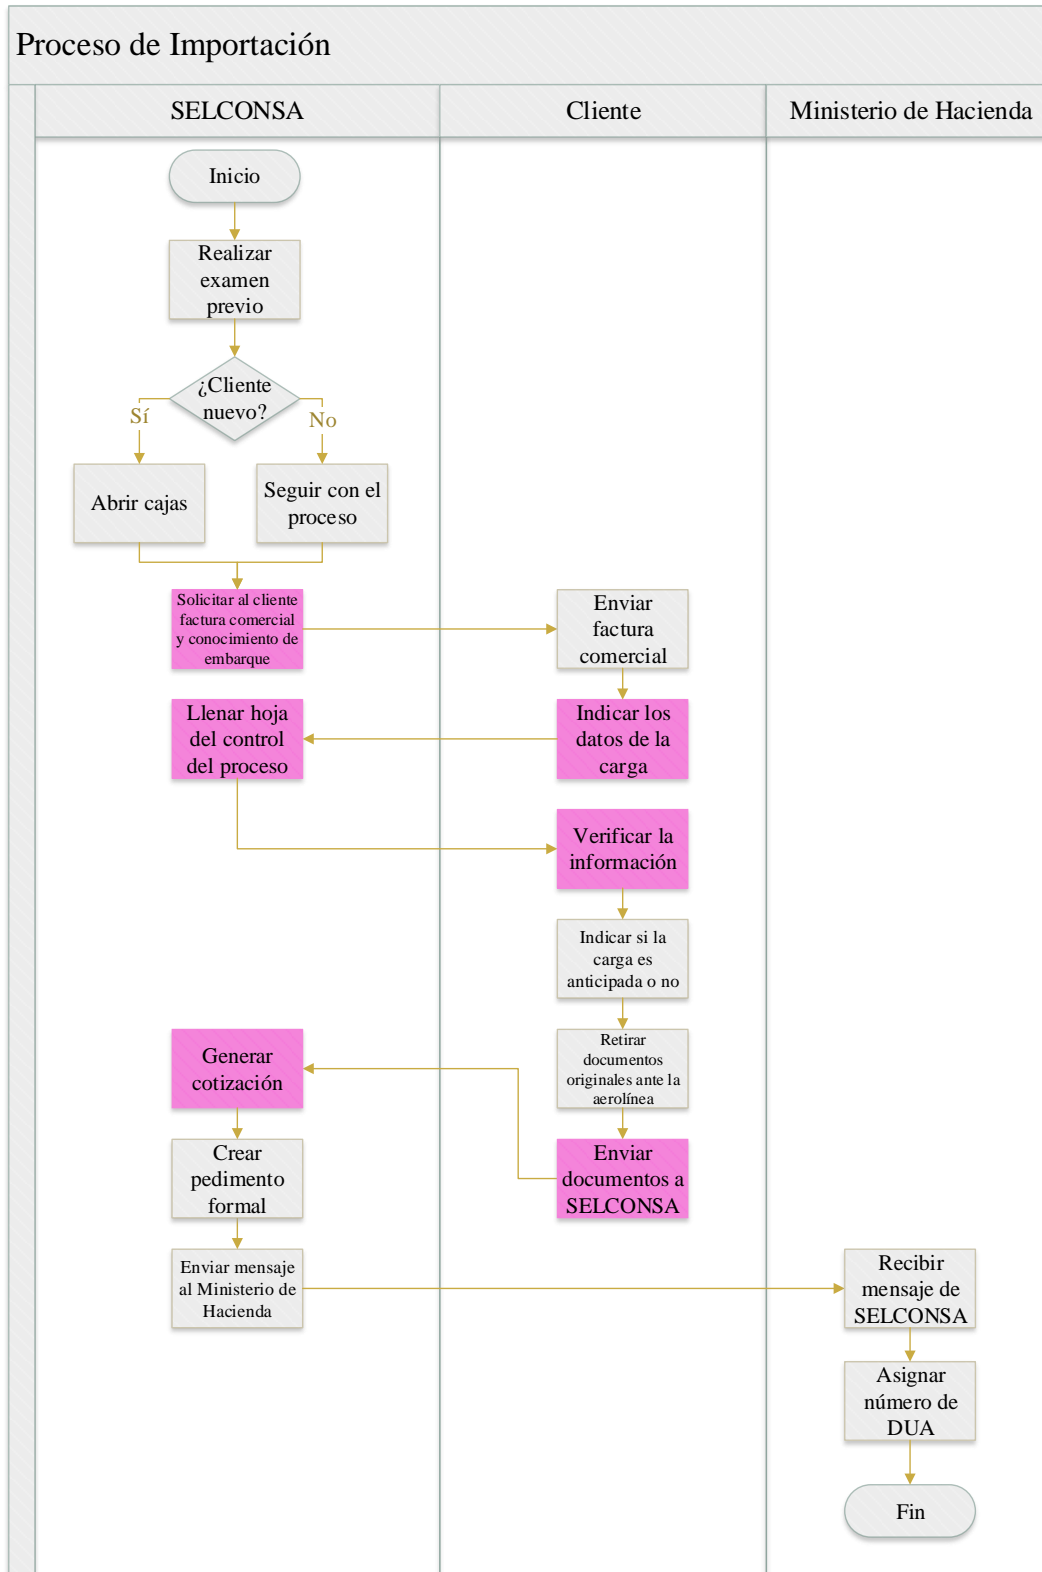 Proceso de Importación
SELCONSA
Cliente
Ministerio de Hacienda
Inicio
Realizar
examen
previo
¿Cliente
nuevo?
Sí
No
Abrir cajas
Seguir con el
proceso
Solicitar al cliente
factura comercial
y conocimiento de
embarque
Enviar
factura
comercial
Llenar hoja
del control
del proceso
Indicar los
datos de la
carga
Verificar la
información
Indicar si la
carga es
anticipada o no
Retirar
documentos
originales ante la
aerolínea
Generar
cotización
Enviar
documentos a
SELCONSA
Crear
pedimento
formal
Enviar mensaje
al Ministerio de
Hacienda
Recibir
mensaje de
SELCONSA
Asignar
número de
DUA
Fin